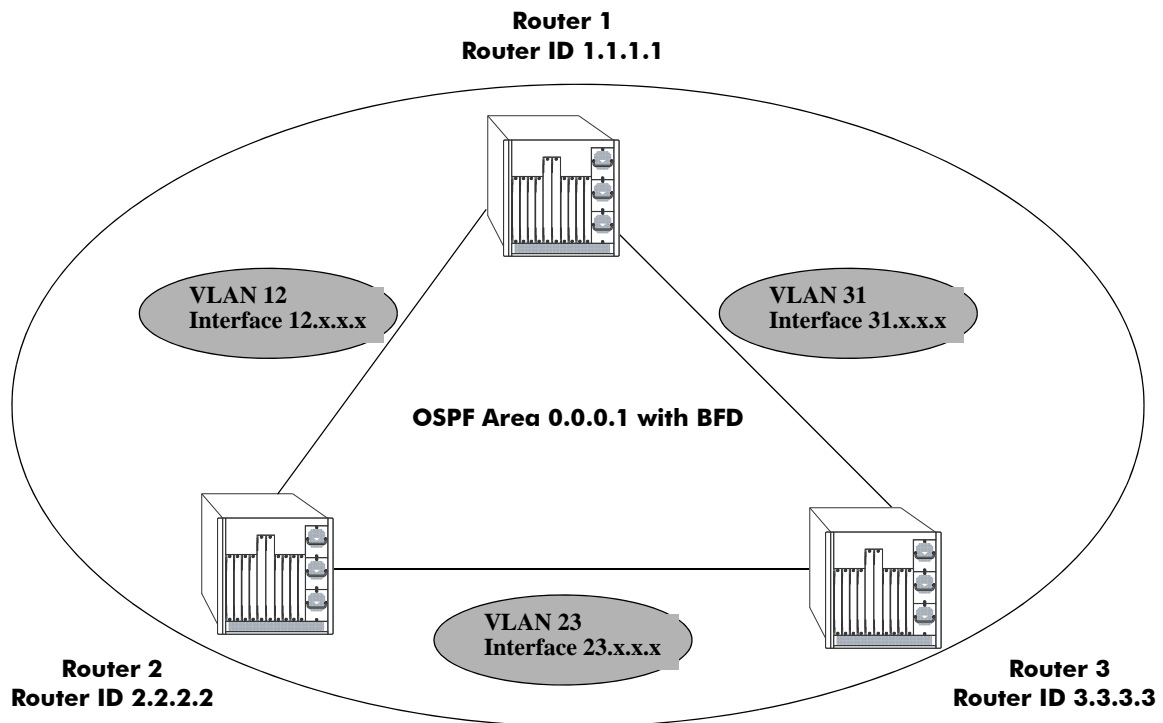 Router 1
Router ID 1.1.1.1
VLAN 12
Interface 12.x.x.x
VLAN 31
Interface 31.x.x.x
OSPF Area 0.0.0.1 with BFD
VLAN 23
Interface 23.x.x.x
Router 2
Router ID 2.2.2.2
Router 3
Router ID 3.3.3.3